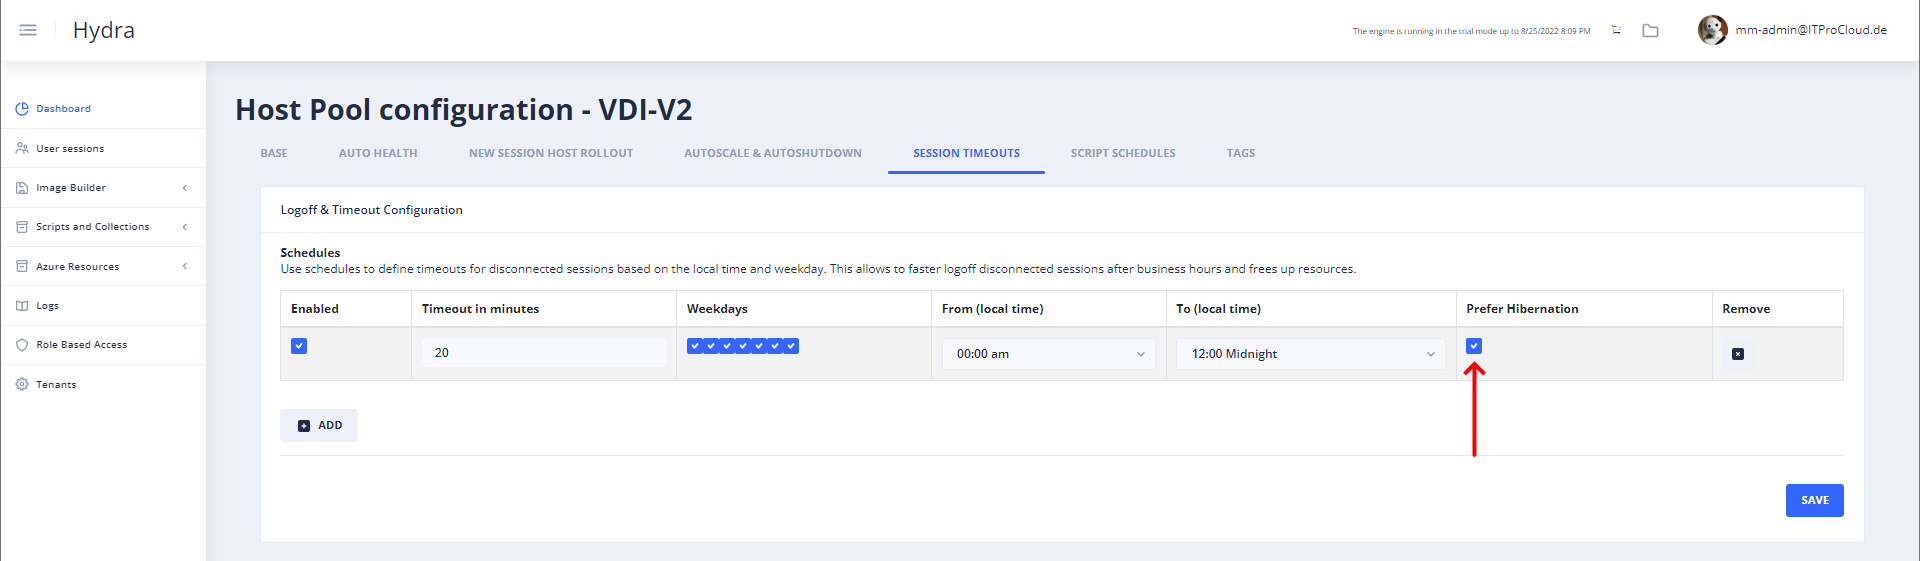 Hydra
The engine is running in the trial mode up to 8/25/2022 8:09 PM
mm-admin@ITProCloud.de
Dashboard
User sessions
Image Builder
Scripts and Collections
Azure Resources
Logs
Role Based Access
Tenants
Host Pool configuration - VDI-V2
BASE AUTO HEALTH NEW SESSION HOST ROLLOUT AUTOSCALE & AUTOSHUTDOWN SESSION TIMEOUTS SCRIPT SCHEDULES TAGS
Logoff & Timeout Configuration
Schedules
Use schedules to define timeouts for disconnected sessions based on the local time and weekday. This allows to faster logoff disconnected sessions after business hours and frees up resources.
Enabled Timeout in minutes Weekdays From (local time) To (local time) Prefer Hibernation Remove
20 00:00 am 12:00 Midnight
ADD
SAVE